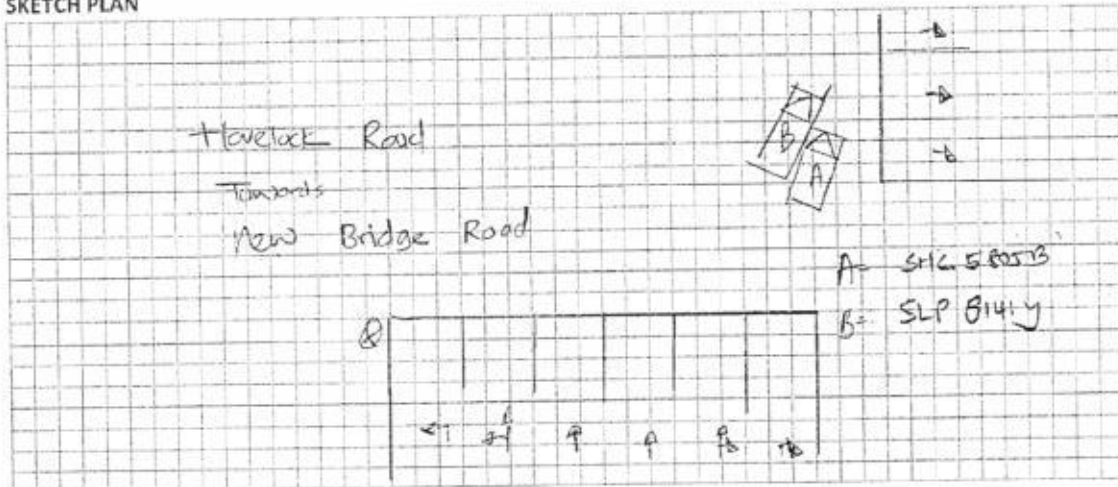 SKETCH PLAN
Havelock Road
Towards
New Bridge Road
B
A
A= SHC 5805B
B= SLP 8141Y